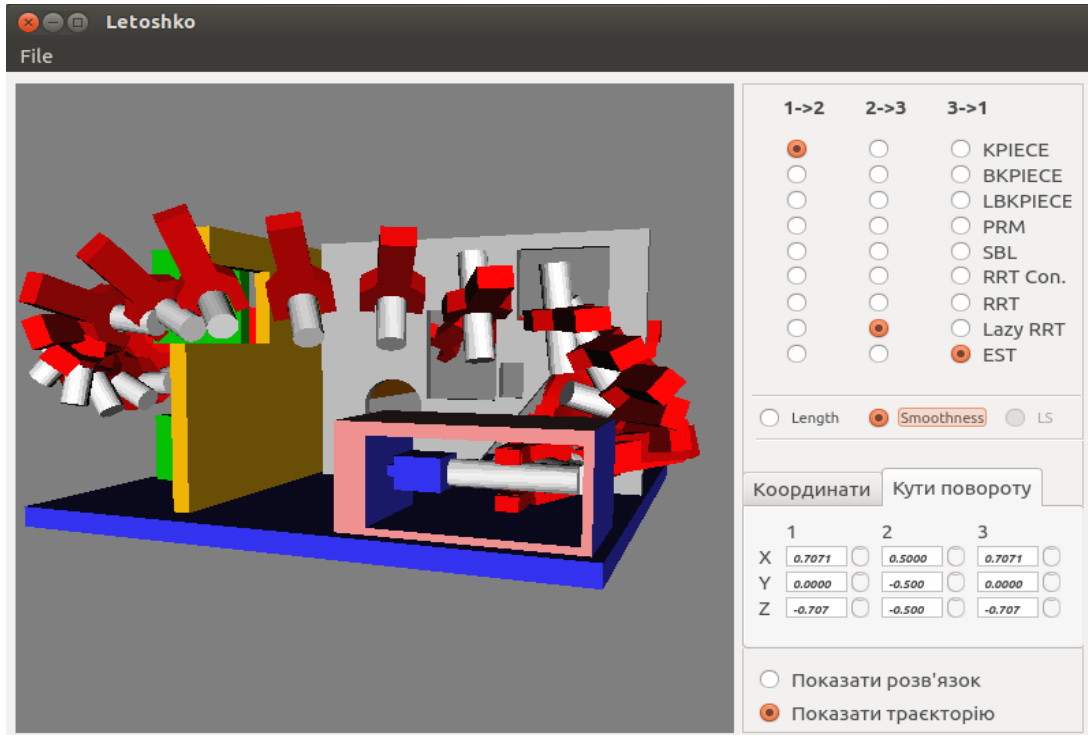 Letoshko
File
1->2 2->3 3->1
KPIECE
BKPIECE
LBKPIECE
PRM
SBL
RRT Con.
RRT
Lazy RRT
EST
Length Smoothness LS
Координати Кути повороту
1 2 3
X 0.7071 0.5000 0.7071
Y 0.0000 -0.500 0.0000
Z -0.707 -0.500 -0.707
Показати розв'язок
Показати траєкторію